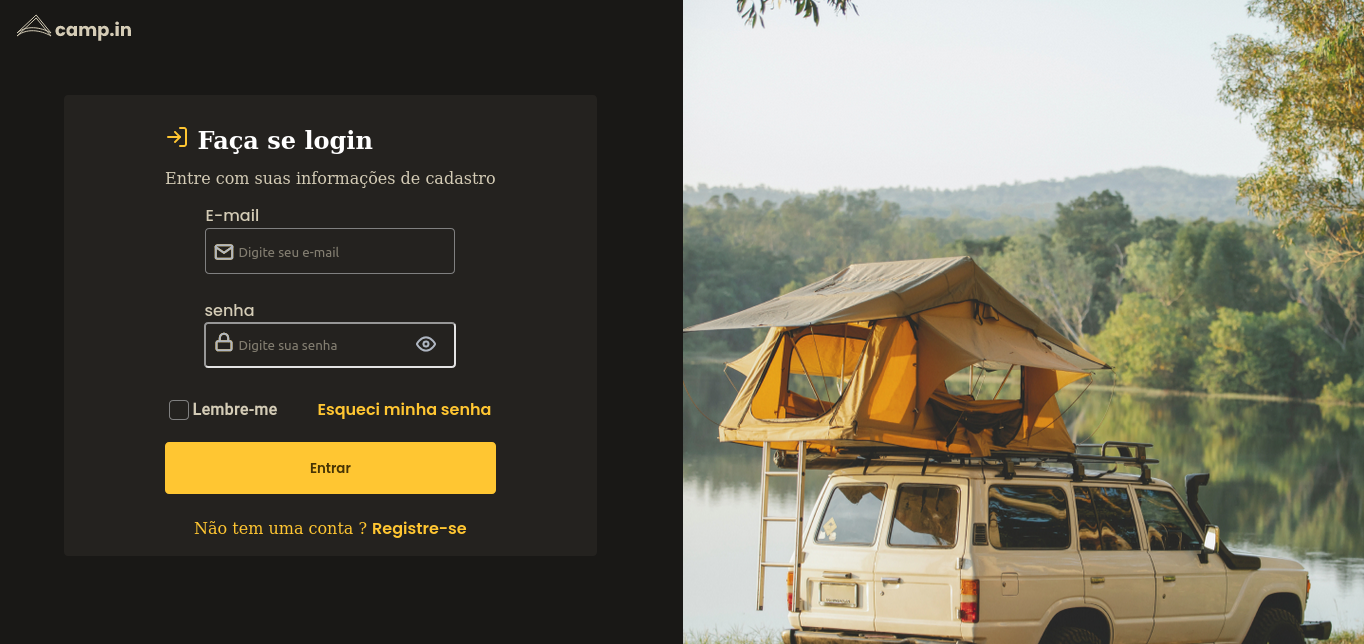 camp.in
Faça se login
Entre com suas informações de cadastro
E-mail
Digite seu e-mail
senha
Digite sua senha
Lembre-me Esqueci minha senha
Entrar
Não tem uma conta ? Registre-se